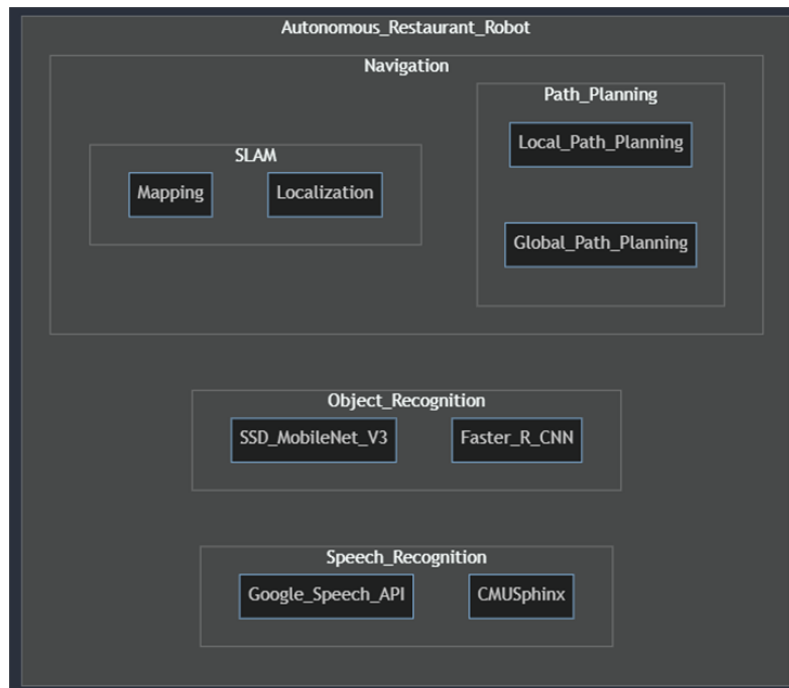 Autonomous_Restaurant_Robot
Navigation
Path_Planning
Local_Path_Planning
SLAM
Mapping Localization
Global_Path_Planning
Object_Recognition
SSD_MobileNet_V3 Faster_R_CNN
Speech_Recognition
Google_Speech_API CMUSphinx